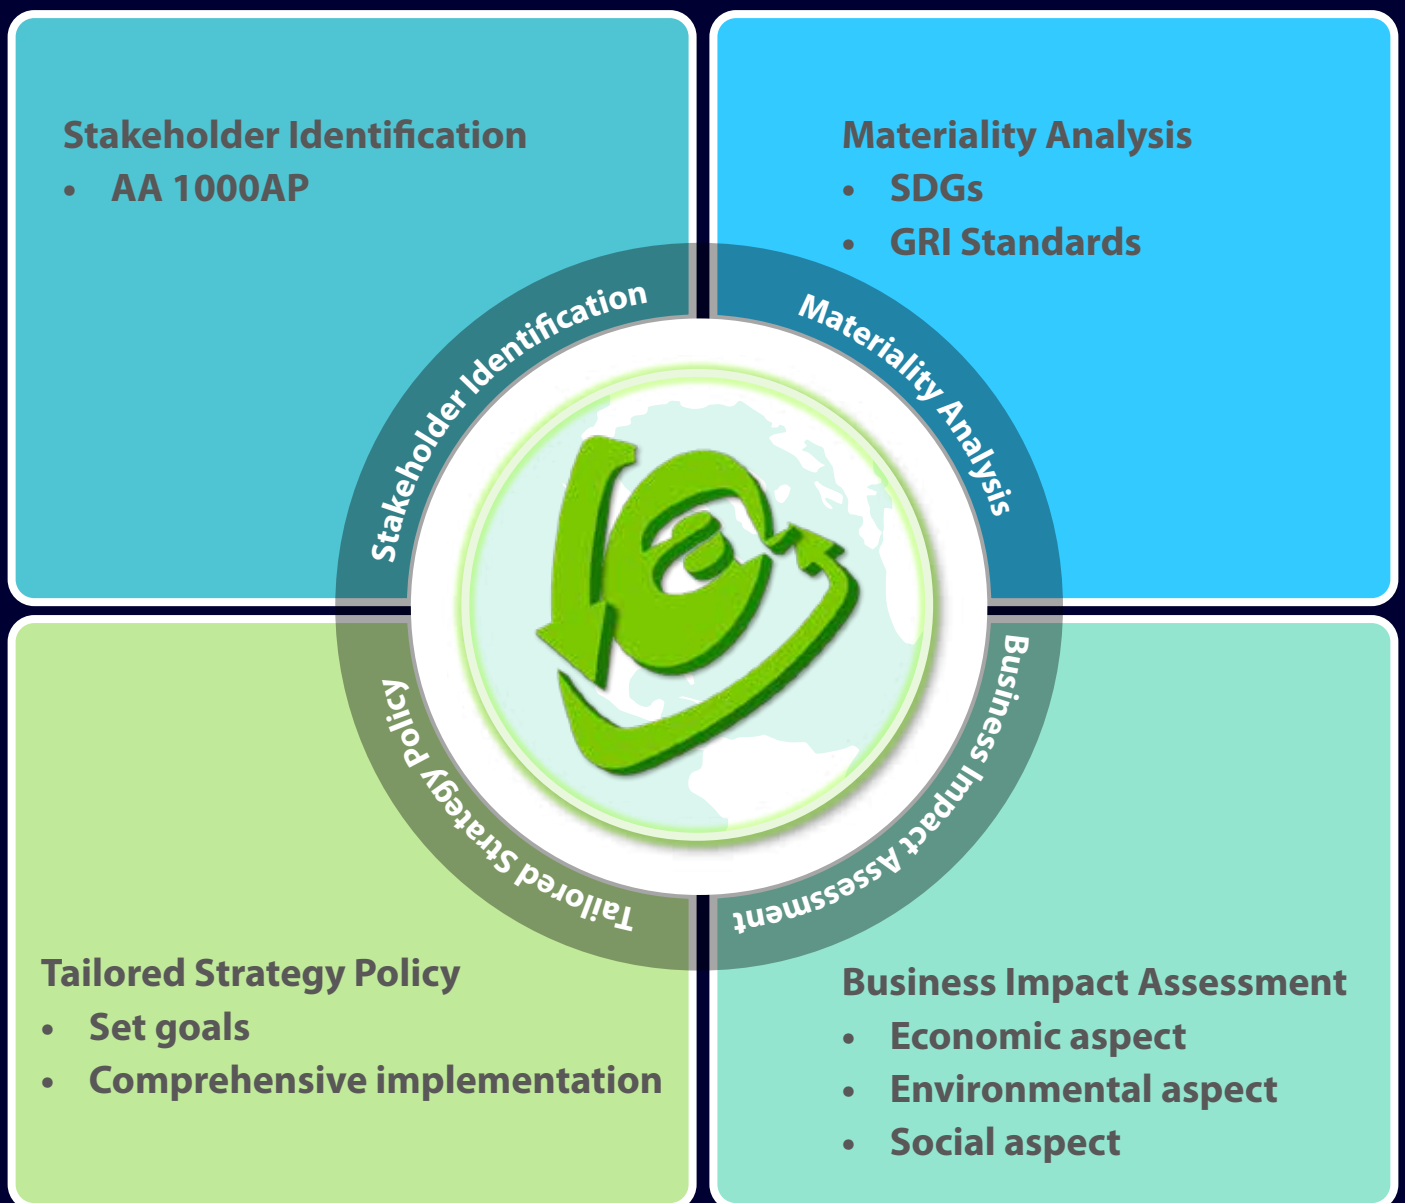 Stakeholder Identification
• AA 1000AP
Materiality Analysis
• SDGs
• GRI Standards
Stakeholder Identification
Materiality Analysis
Tailored Strategy Policy
Business Impact Assessment
Tailored Strategy Policy
• Set goals
• Comprehensive implementation
Business Impact Assessment
• Economic aspect
• Environmental aspect
• Social aspect